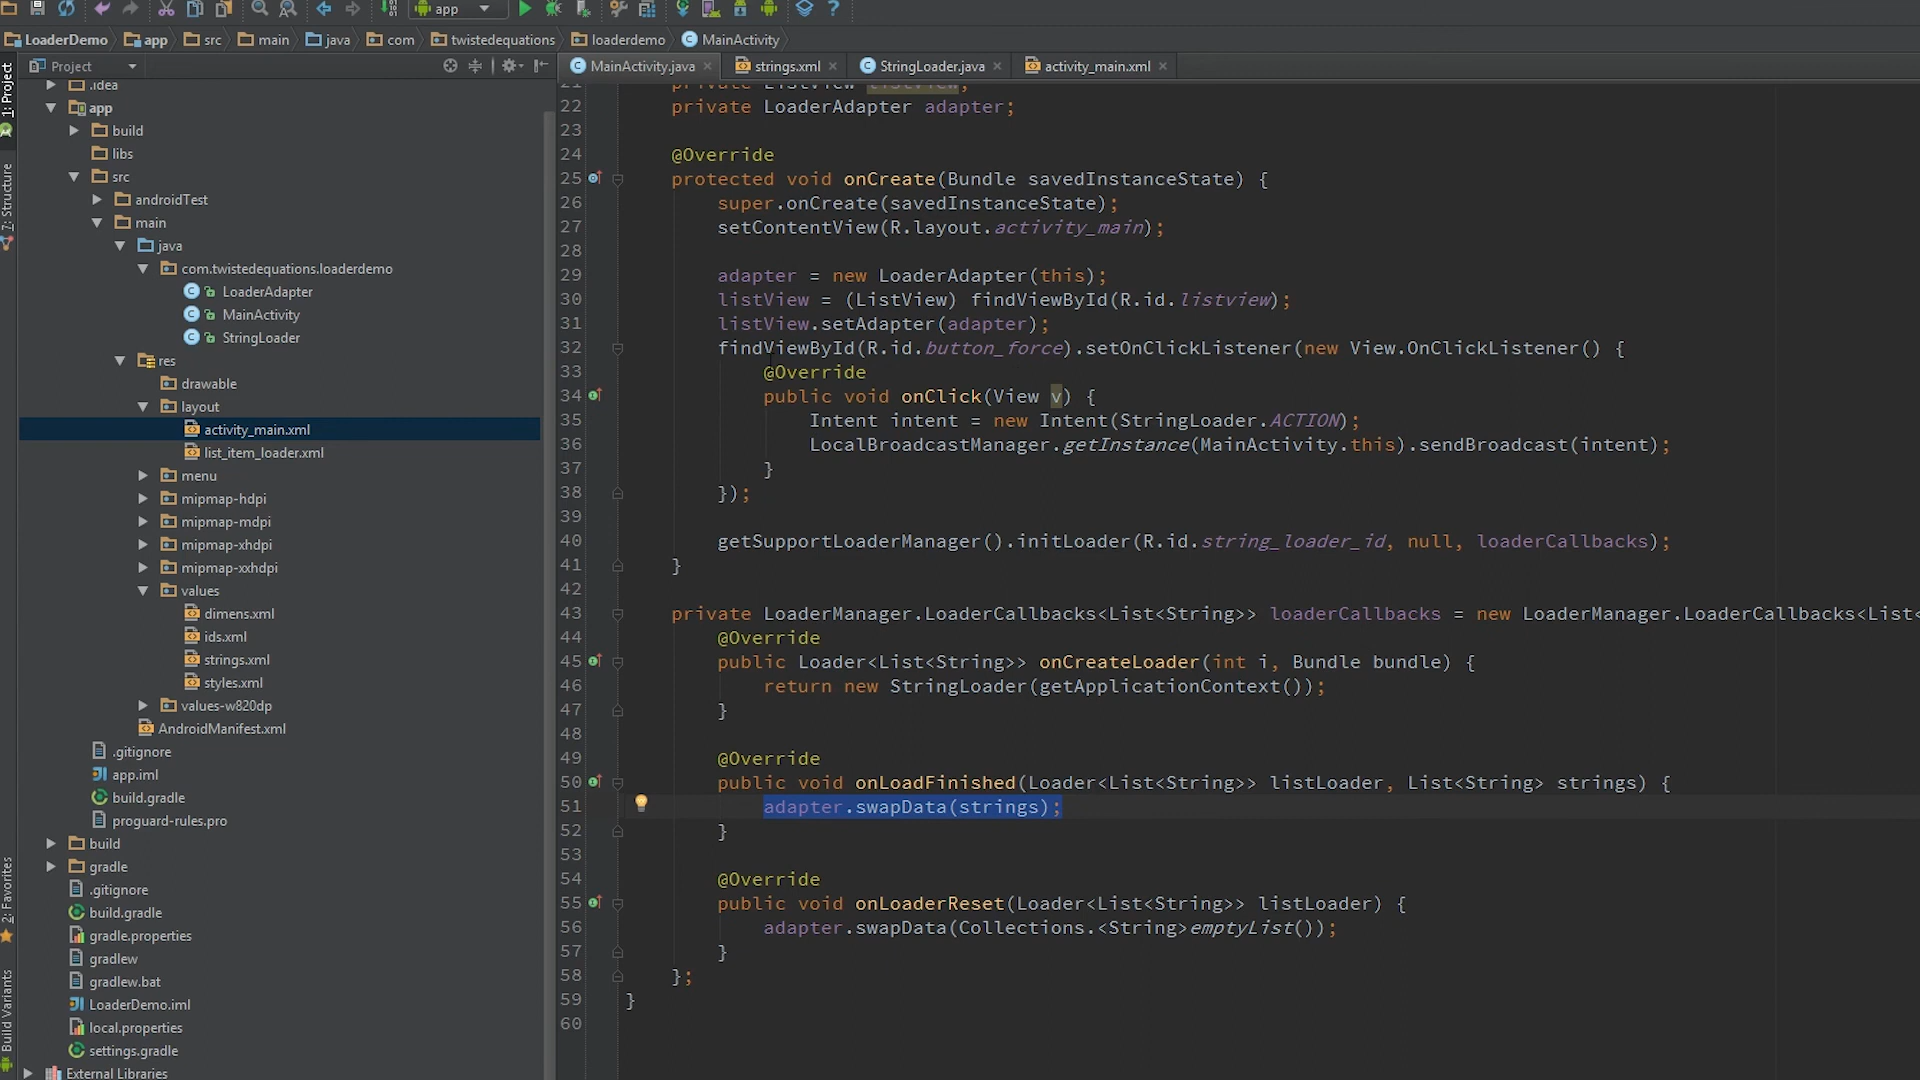 app
LoaderDemo app src main java com twistedequations loaderdemo MainActivity
Project
MainActivity.java strings.xml StringLoader.java activity_main.xml
1: Project
7: Structure
2: Favorites
Build Variants
.idea
app
build
libs
src
androidTest
main
java
com.twistedequations.loaderdemo
LoaderAdapter
MainActivity
StringLoader
res
drawable
layout
activity_main.xml
list_item_loader.xml
menu
mipmap-hdpi
mipmap-mdpi
mipmap-xhdpi
mipmap-xxhdpi
values
dimens.xml
ids.xml
strings.xml
styles.xml
values-w820dp
AndroidManifest.xml
.gitignore
app.iml
build.gradle
proguard-rules.pro
build
gradle
.gitignore
build.gradle
gradle.properties
gradlew
gradlew.bat
LoaderDemo.iml
local.properties
settings.gradle
External Libraries
21 private ListView listView;
22 private LoaderAdapter adapter;
23
24 @Override
25 protected void onCreate(Bundle savedInstanceState) {
26 super.onCreate(savedInstanceState);
27 setContentView(R.layout.activity_main);
28
29 adapter = new LoaderAdapter(this);
30 listView = (ListView) findViewById(R.id.listview);
31 listView.setAdapter(adapter);
32 findViewById(R.id.button_force).setOnClickListener(new View.OnClickListener() {
33 @Override
34 public void onClick(View v) {
35 Intent intent = new Intent(StringLoader.ACTION);
36 LocalBroadcastManager.getInstance(MainActivity.this).sendBroadcast(intent);
37 }
38 });
39
40 getSupportLoaderManager().initLoader(R.id.string_loader_id, null, loaderCallbacks);
41 }
42
43 private LoaderManager.LoaderCallbacks<List<String>> loaderCallbacks = new LoaderManager.LoaderCallbacks<List<
44 @Override
45 public Loader<List<String>> onCreateLoader(int i, Bundle bundle) {
46 return new StringLoader(getApplicationContext());
47 }
48
49 @Override
50 public void onLoadFinished(Loader<List<String>> listLoader, List<String> strings) {
51 adapter.swapData(strings);
52 }
53
54 @Override
55 public void onLoaderReset(Loader<List<String>> listLoader) {
56 adapter.swapData(Collections.<String>emptyList());
57 }
58 };
59 }
60